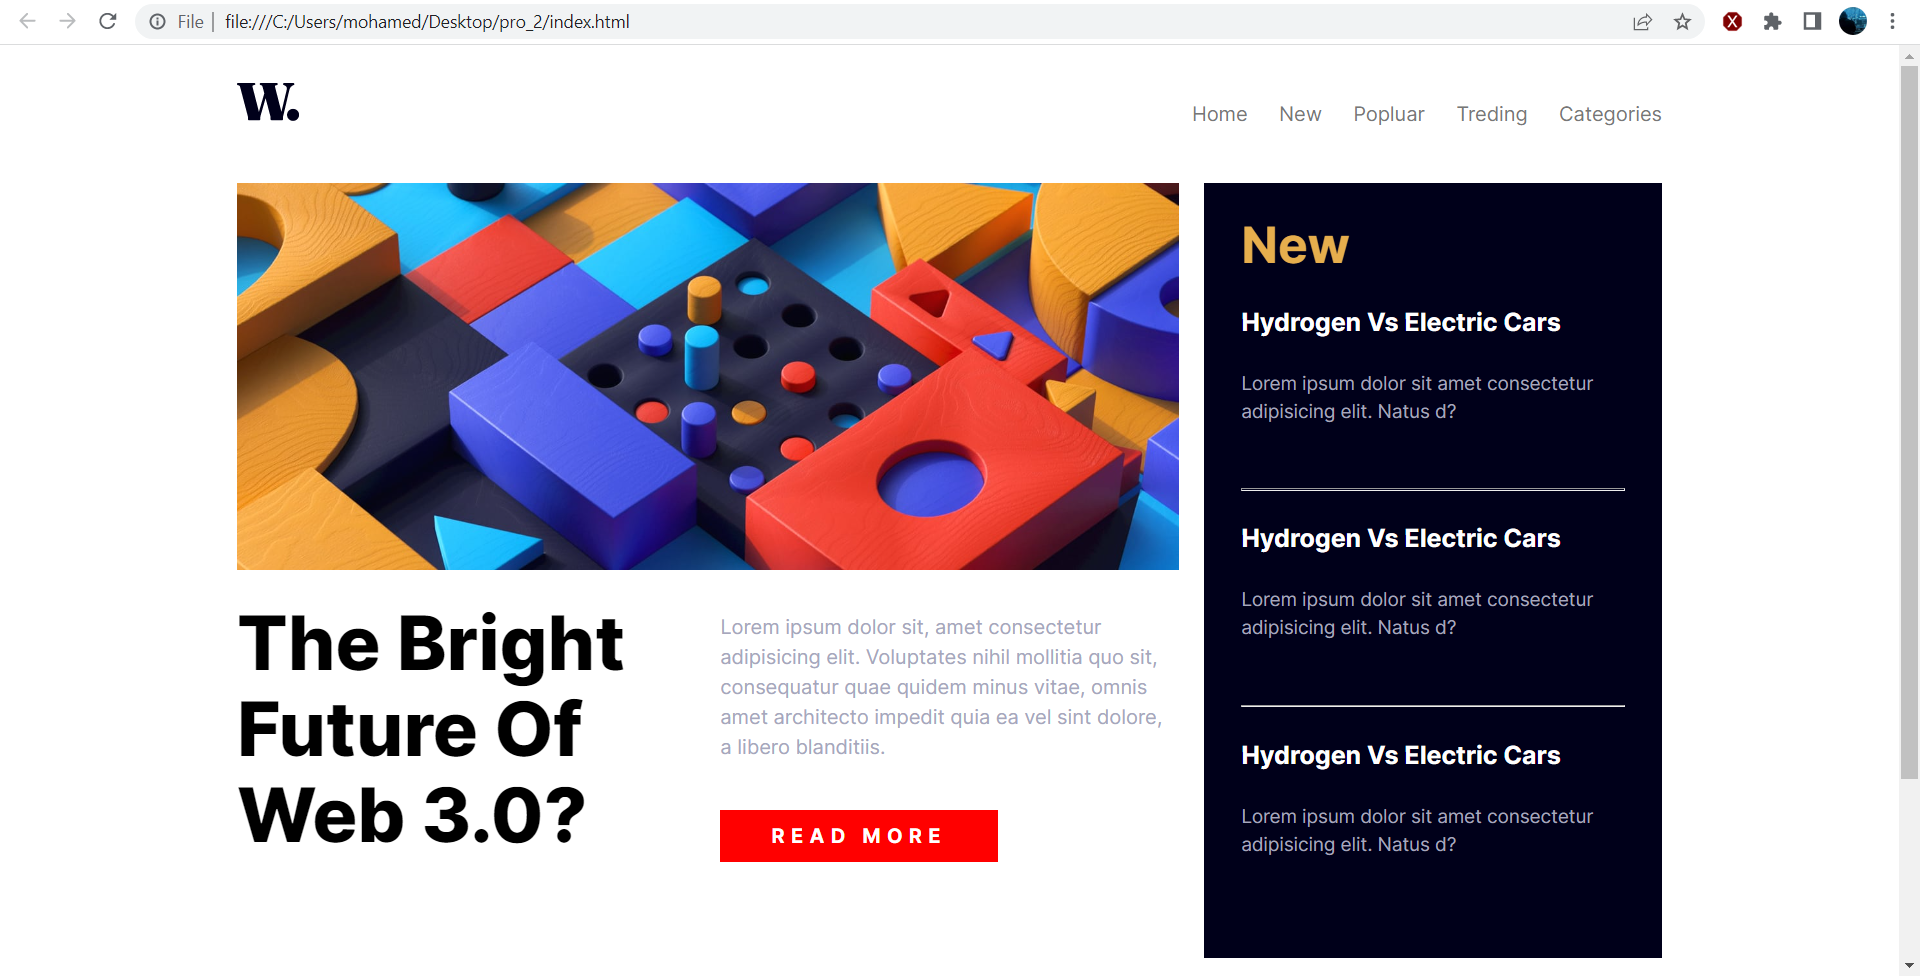 File
file:///C:/Users/mohamed/Desktop/pro_2/index.html
X
W.
Home New Popluar Treding Categories
The Bright
Future Of
Web 3.0?
Lorem ipsum dolor sit, amet consectetur
adipisicing elit. Voluptates nihil mollitia quo sit,
consequatur quae quidem minus vitae, omnis
amet architecto impedit quia ea vel sint dolore,
a libero blanditiis.
READ MORE
New
Hydrogen Vs Electric Cars
Lorem ipsum dolor sit amet consectetur
adipisicing elit. Natus d?
Hydrogen Vs Electric Cars
Lorem ipsum dolor sit amet consectetur
adipisicing elit. Natus d?
Hydrogen Vs Electric Cars
Lorem ipsum dolor sit amet consectetur
adipisicing elit. Natus d?